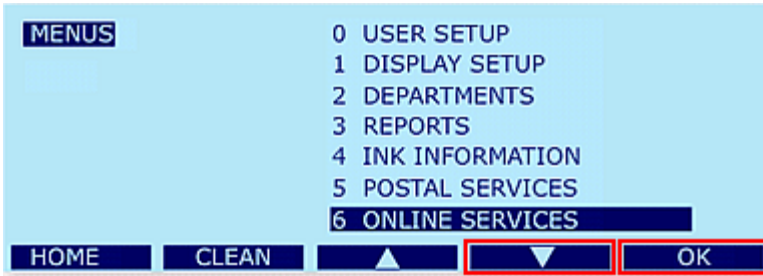 MENUS
0 USER SETUP
1 DISPLAY SETUP
2 DEPARTMENTS
3 REPORTS
4 INK INFORMATION
5 POSTAL SERVICES
6 ONLINE SERVICES
HOME CLEAN ▲ ▼ OK